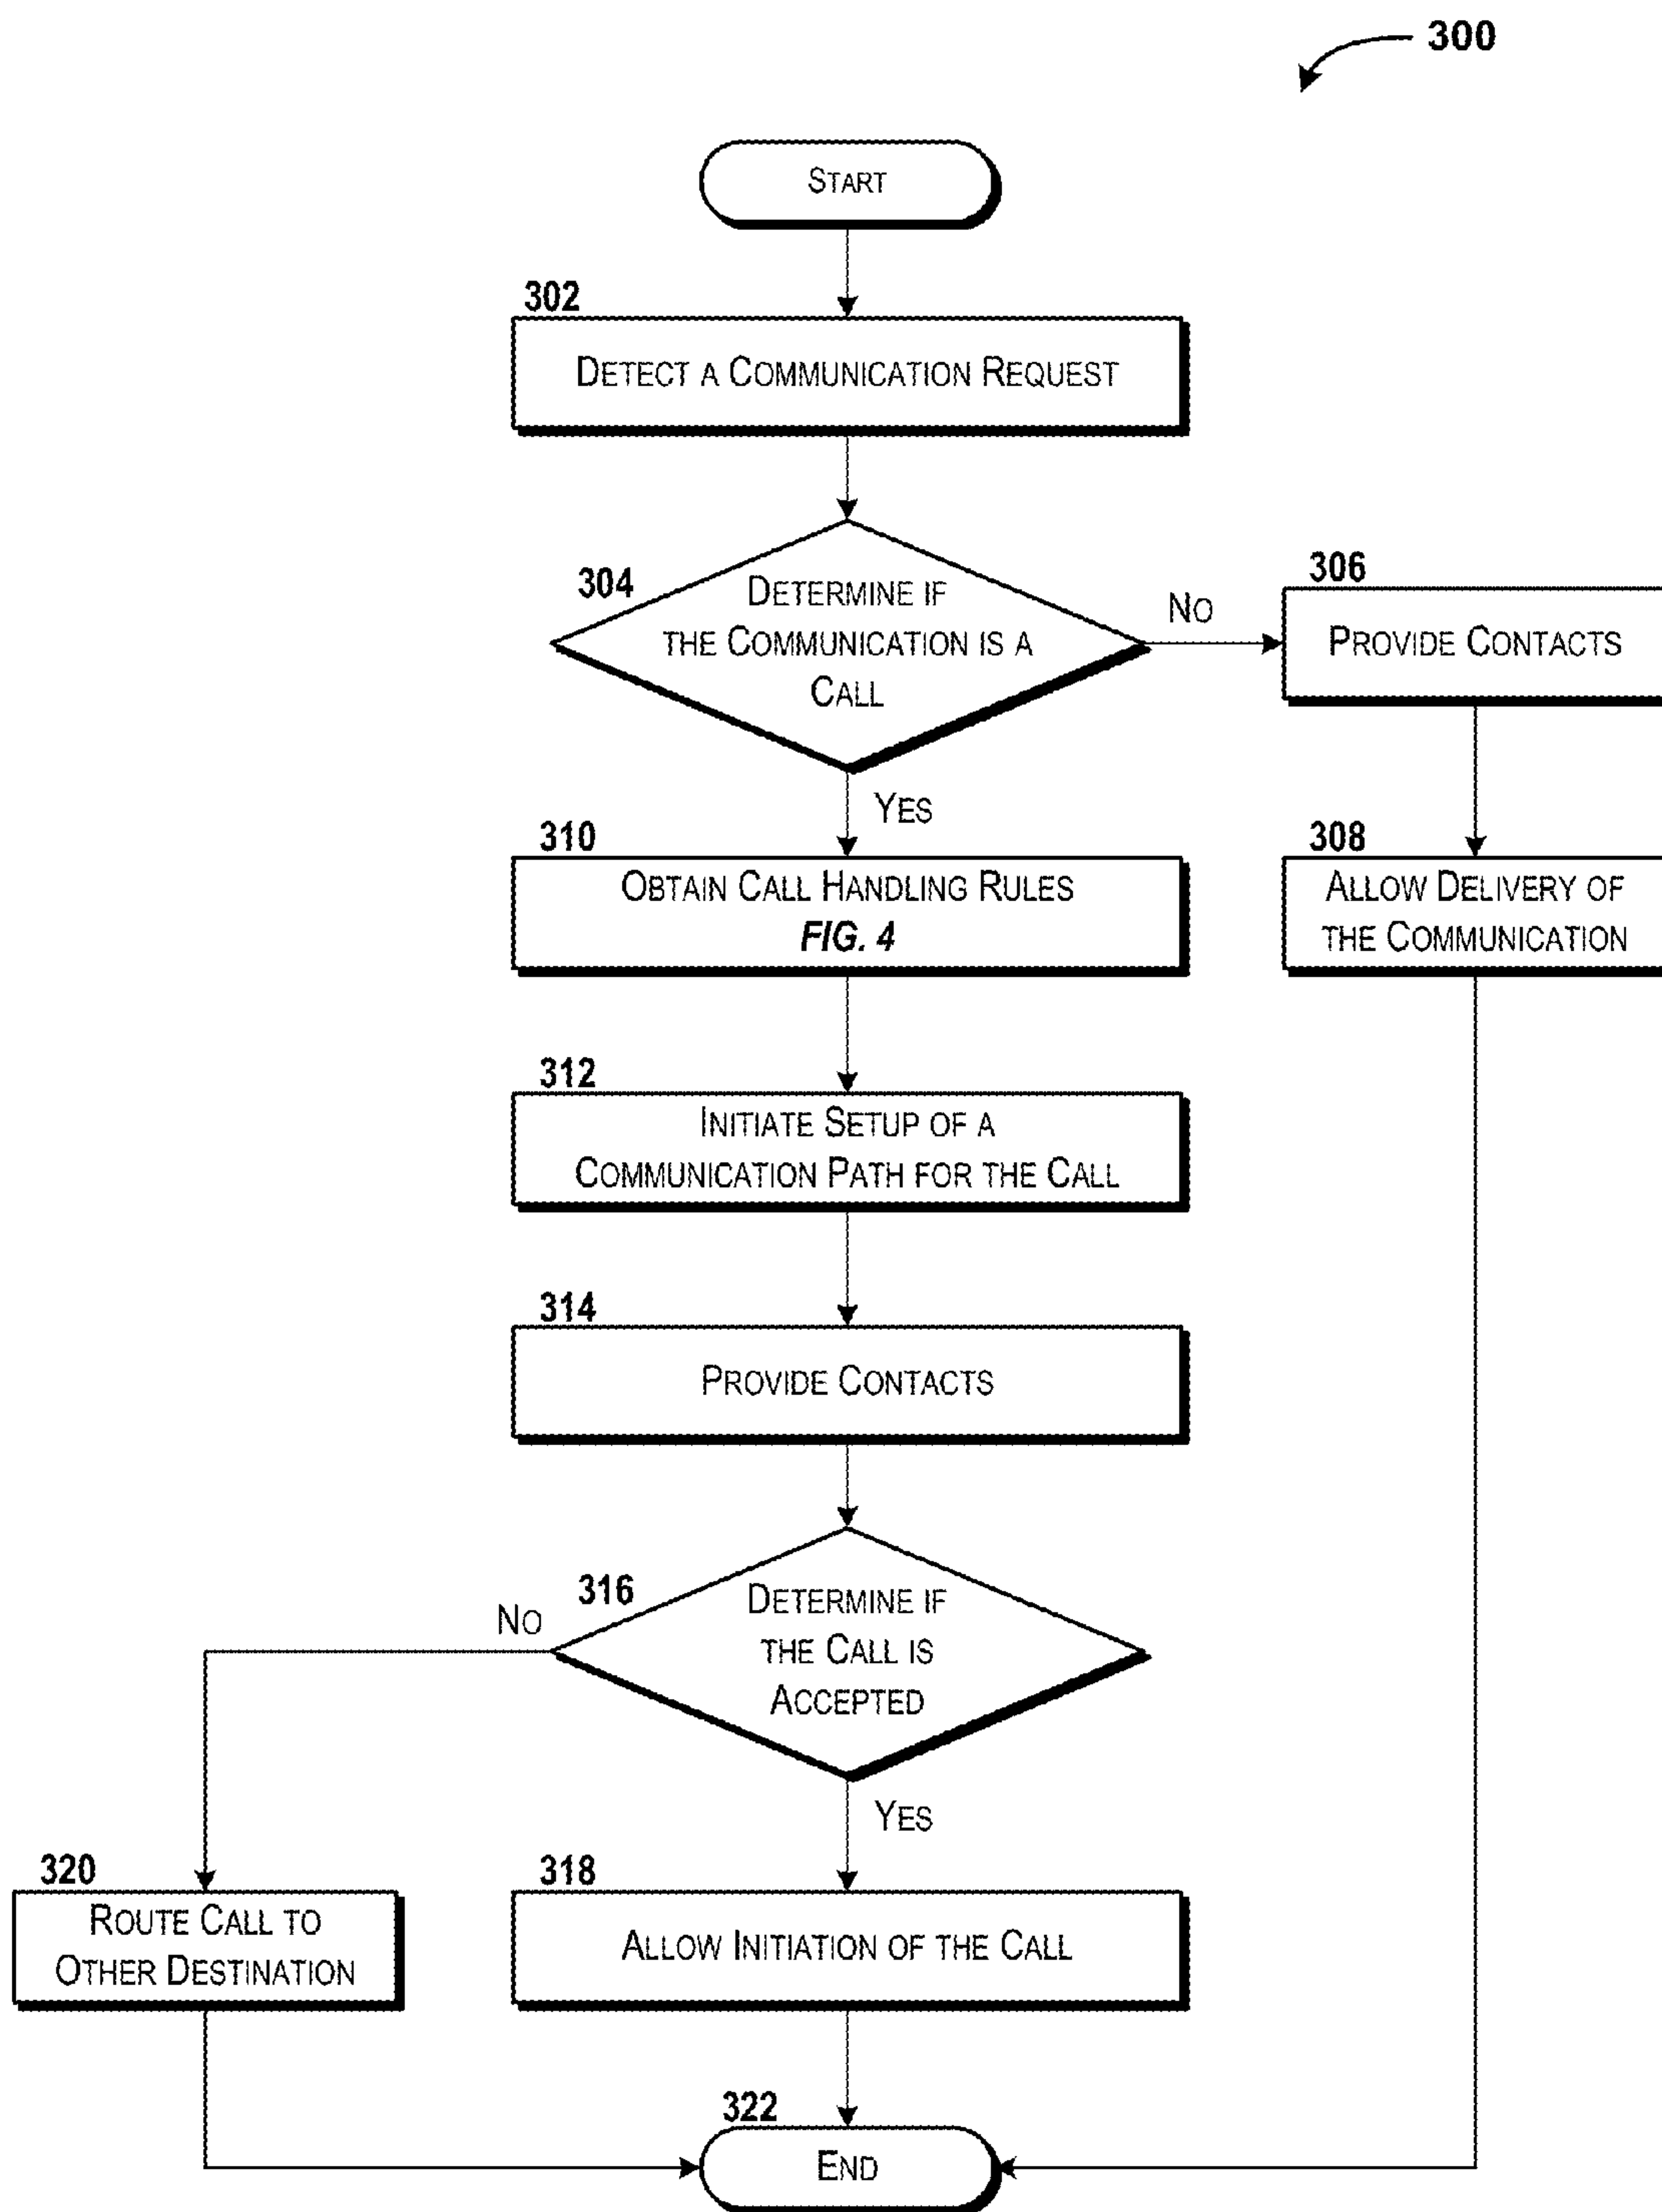 300
START
302
DETECT A COMMUNICATION REQUEST
304
DETERMINE IF
THE COMMUNICATION IS A
CALL
NO
306
PROVIDE CONTACTS
YES
308
ALLOW DELIVERY OF
THE COMMUNICATION
310
OBTAIN CALL HANDLING RULES
FIG. 4
312
INITIATE SETUP OF A
COMMUNICATION PATH FOR THE CALL
314
PROVIDE CONTACTS
316
DETERMINE IF
THE CALL IS
ACCEPTED
NO
YES
320
ROUTE CALL TO
OTHER DESTINATION
318
ALLOW INITIATION OF THE CALL
322
END